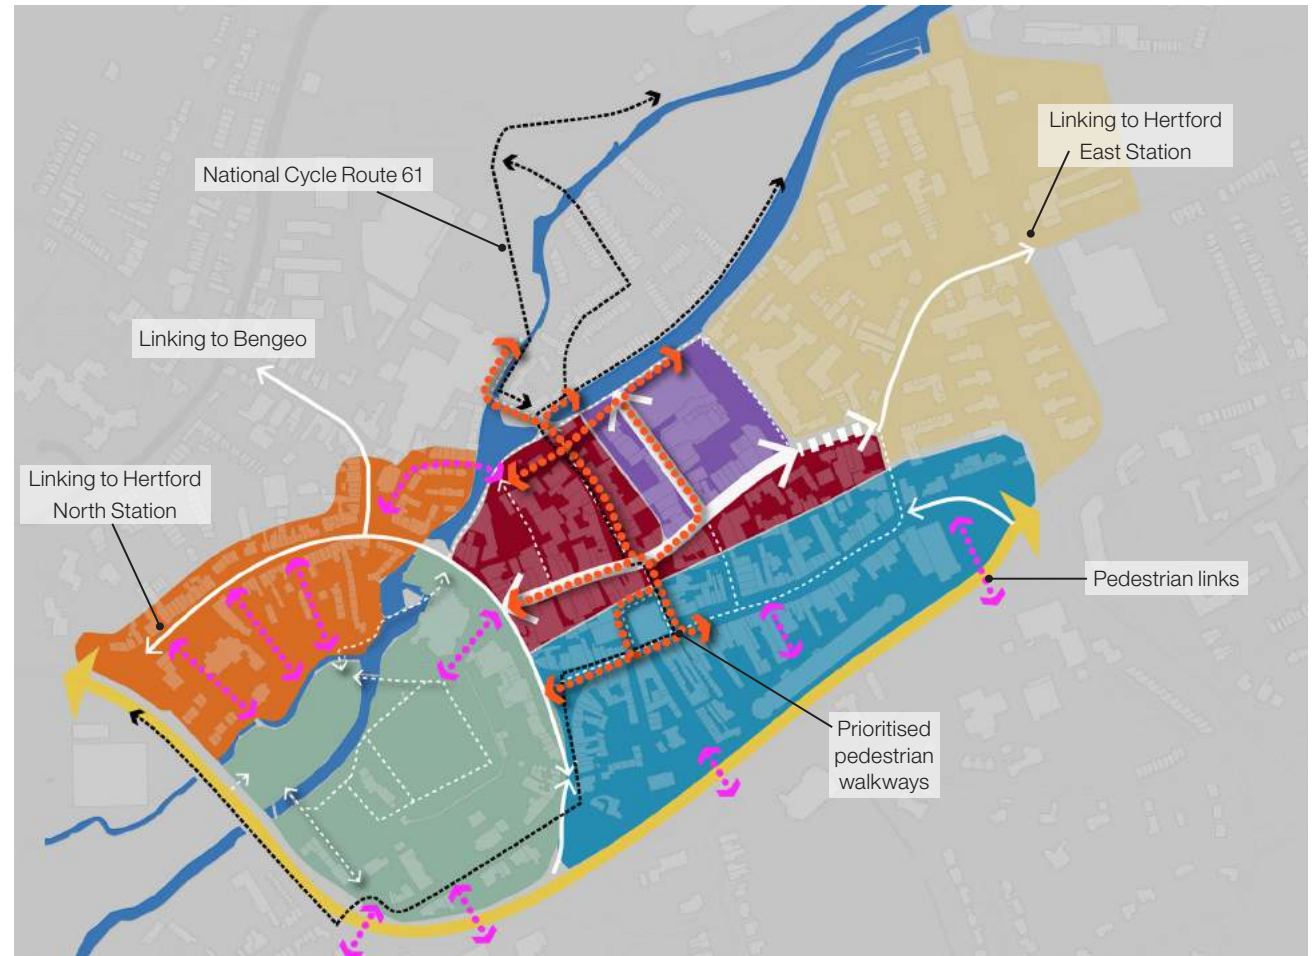 Linking to Hertford
East Station
National Cycle Route 61
Linking to Bengeo
Linking to Hertford
North Station
Pedestrian links
Prioritised
pedestrian
walkways